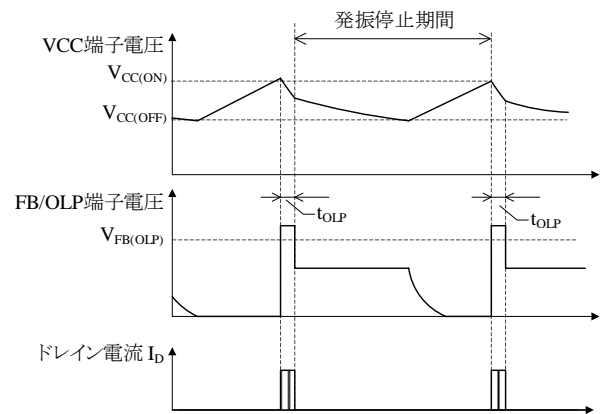 発振停止期間
VCC端子電圧
VCC(ON)
VCC(OFF)
FB/OLP端子電圧
tOLP
tOLP
VFB(OLP)
ドレイン電流 ID